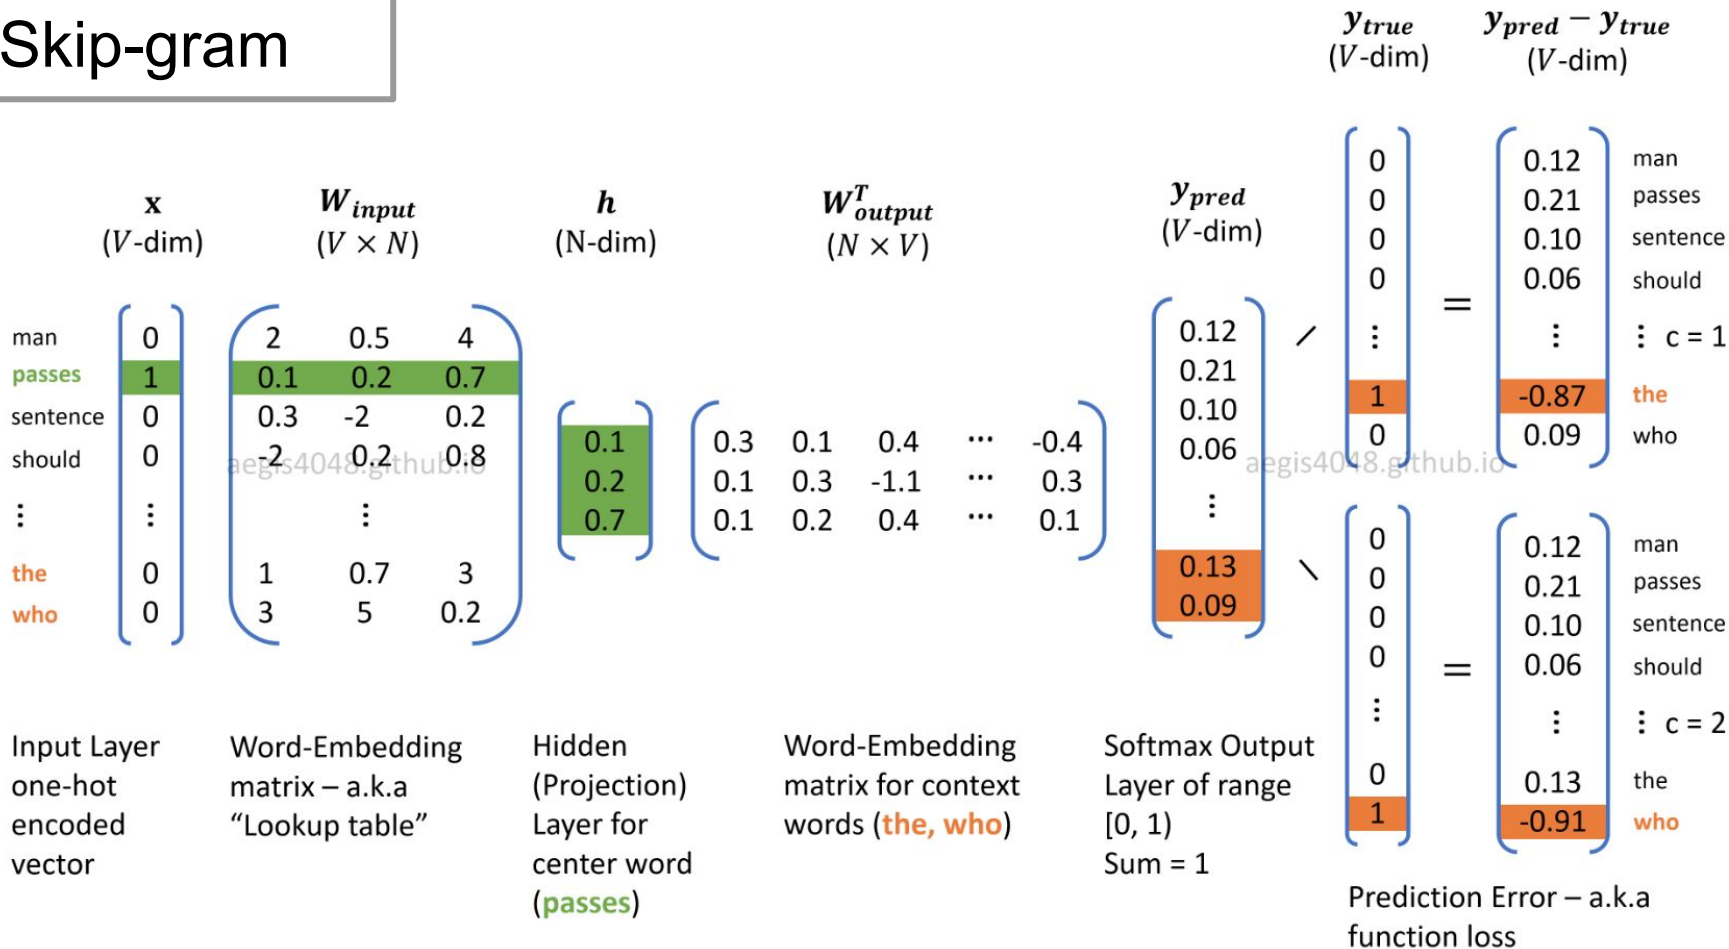 Skip-gram
x
(V-dim)
W_input
(V × N)
h
(N-dim)
W^T_output
(N × V)
y_pred
(V-dim)
y_true
(V-dim)
y_pred − y_true
(V-dim)
man
passes
sentence
should
⋮
the
who
0
1
0
0
⋮
0
0
2 0.5 4
0.1 0.2 0.7
0.3 -2 0.2
-2 0.2 0.8
⋮
1 0.7 3
3 5 0.2
aegis4048.github.io
0.1
0.2
0.7
0.3 0.1 0.4 ··· -0.4
0.1 0.3 -1.1 ··· 0.3
0.1 0.2 0.4 ··· 0.1
0.12
0.21
0.10
0.06
⋮
0.13
0.09
0
0
0
0
⋮
1
0
=
0.12
0.21
0.10
0.06
⋮
-0.87
0.09
man
passes
sentence
should
⋮ c = 1
the
who
aegis4048.github.io
0
0
0
0
⋮
0
1
=
0.12
0.21
0.10
0.06
⋮
0.13
-0.91
man
passes
sentence
should
⋮ c = 2
the
who
Input Layer
one-hot
encoded
vector
Word-Embedding
matrix – a.k.a
“Lookup table”
Hidden
(Projection)
Layer for
center word
(passes)
Word-Embedding
matrix for context
words (the, who)
Softmax Output
Layer of range
[0, 1)
Sum = 1
Prediction Error – a.k.a
function loss